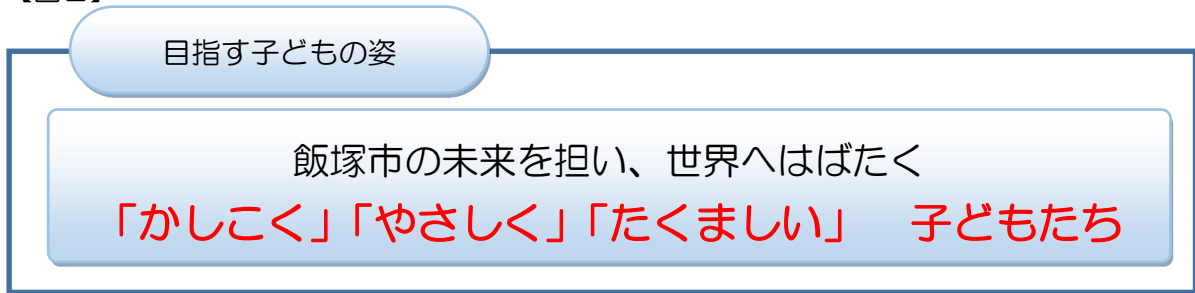 目指す子どもの姿
飯塚市の未来を担い、世界へはばたく
「かしこく」「やさしく」「たくましい」　子どもたち